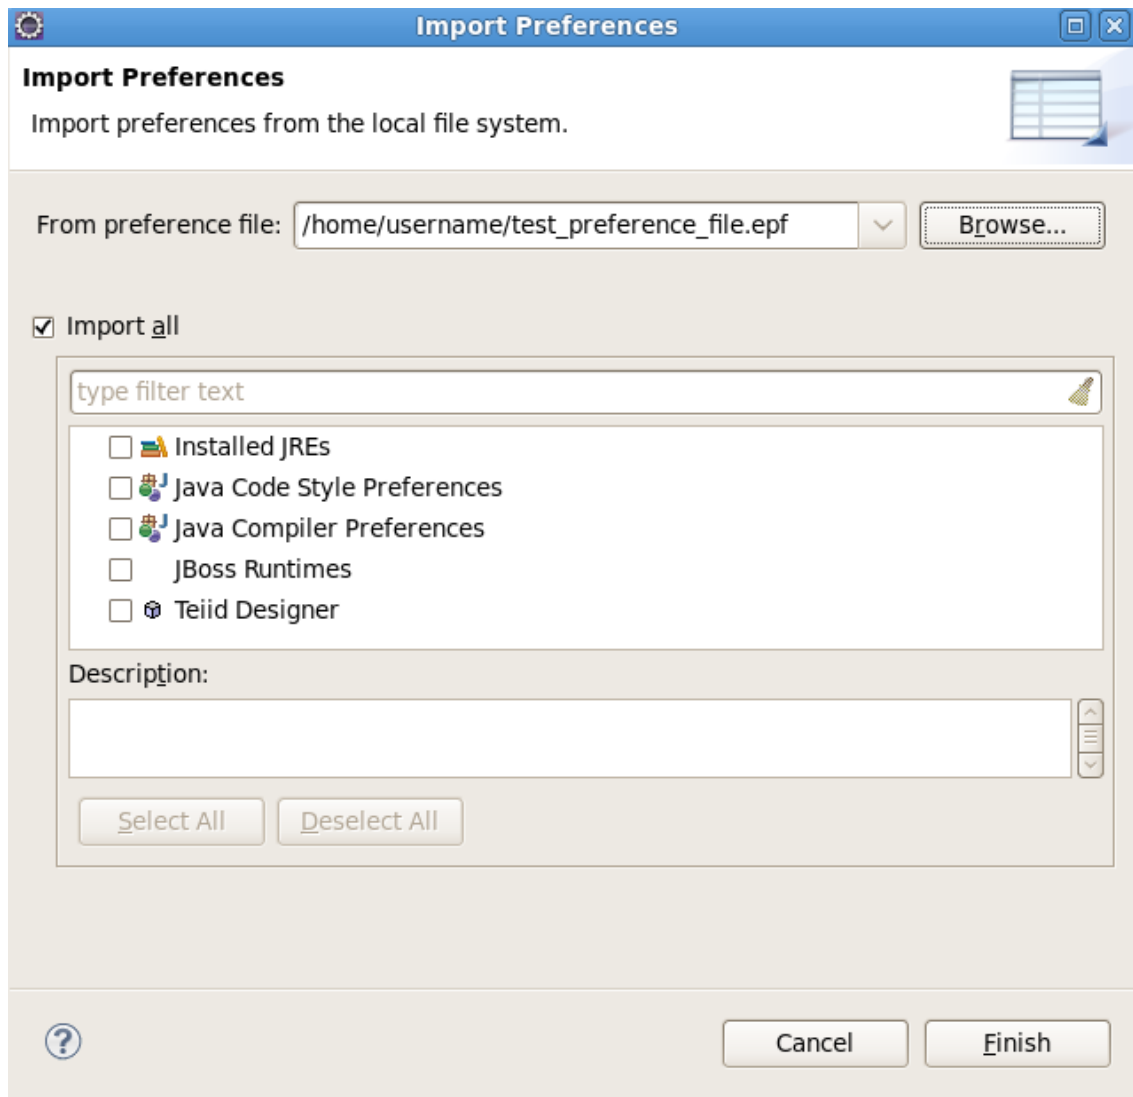 Import Preferences
Import Preferences
Import preferences from the local file system.
From preference file: /home/username/test_preference_file.epf Browse...
Import all
type filter text
Installed JREs
Java Code Style Preferences
Java Compiler Preferences
JBoss Runtimes
Teiid Designer
Description:
Select All Deselect All
? Cancel Finish